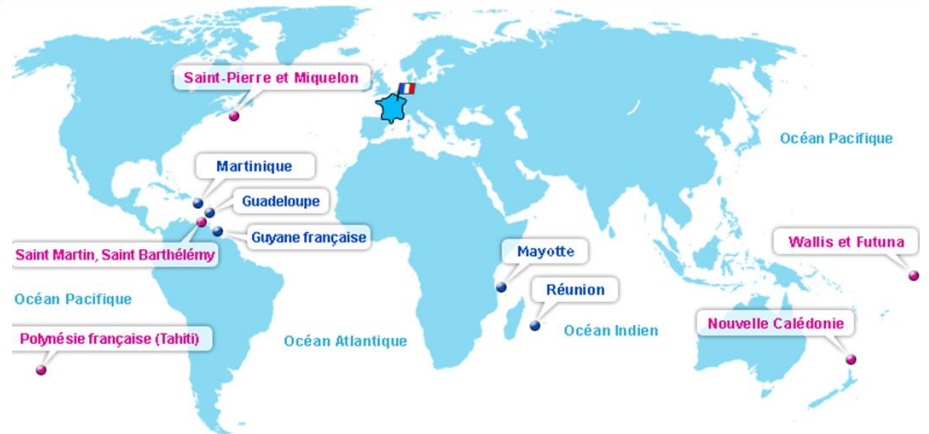 Saint-Pierre et Miquelon
Océan Pacifique
Martinique
Guadeloupe
Guyane française
Saint Martin, Saint Barthélémy
Mayotte
Wallis et Futuna
Océan Pacifique
Réunion
Océan Indien
Nouvelle Calédonie
Polynésie française (Tahiti)
Océan Atlantique